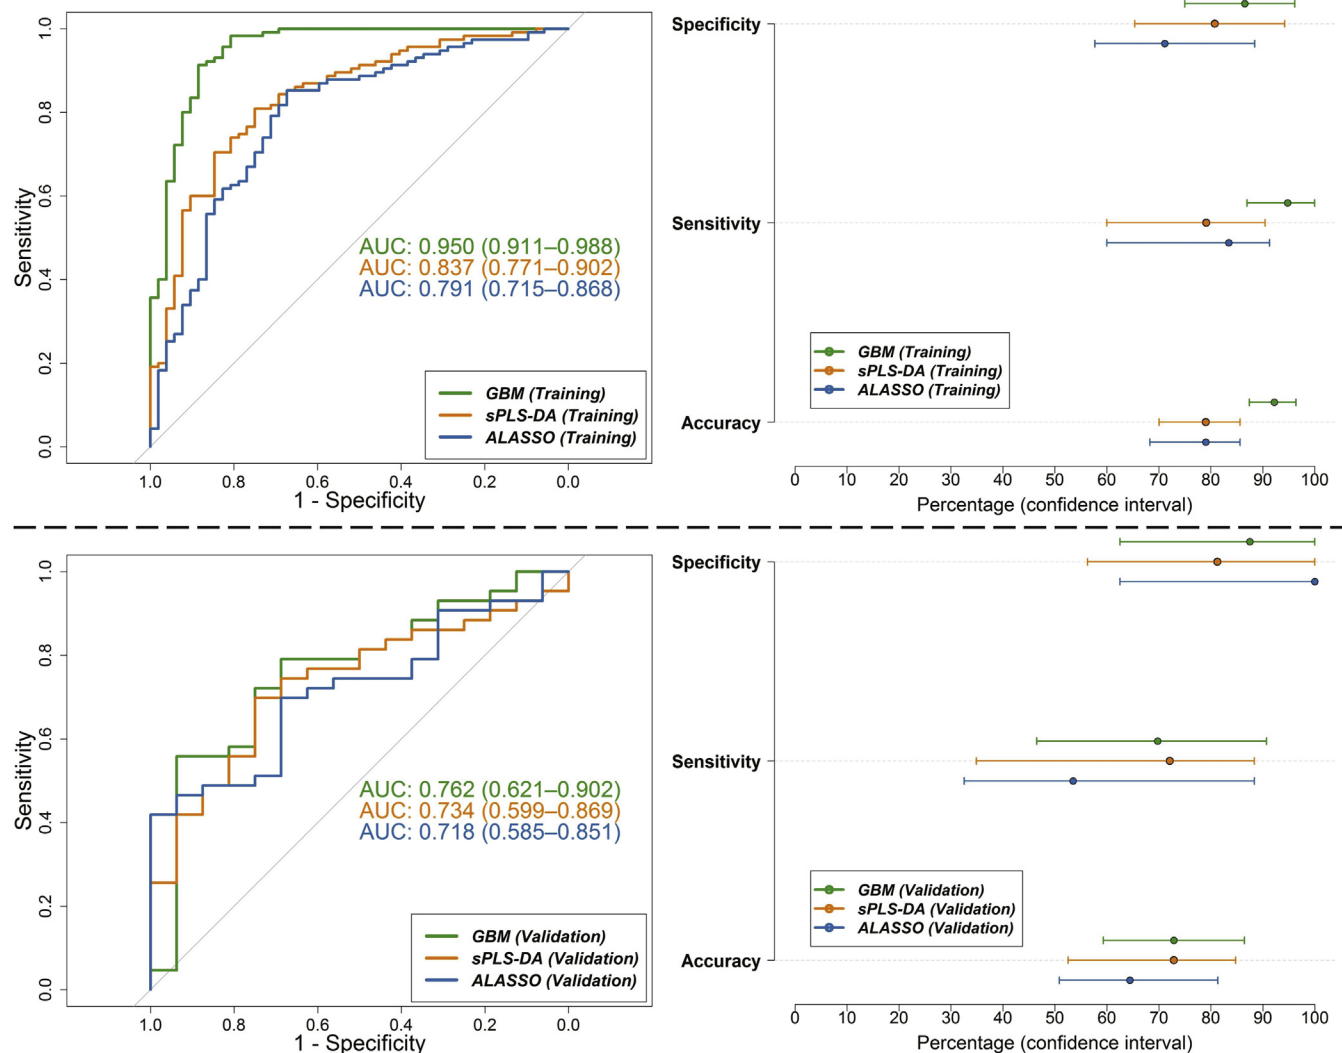 Sensitivity
1.0
0.8
0.6
0.4
0.2
0.0
AUC: 0.950 (0.911–0.988)
AUC: 0.837 (0.771–0.902)
AUC: 0.791 (0.715–0.868)
GBM (Training)
sPLS-DA (Training)
ALASSO (Training)
1.0 0.8 0.6 0.4 0.2 0.0
1 - Specificity
Specificity
Sensitivity
GBM (Training)
sPLS-DA (Training)
ALASSO (Training)
Accuracy
0 10 20 30 40 50 60 70 80 90 100
Percentage (confidence interval)
Sensitivity
1.0
0.8
0.6
0.4
0.2
0.0
AUC: 0.762 (0.621–0.902)
AUC: 0.734 (0.599–0.869)
AUC: 0.718 (0.585–0.851)
GBM (Validation)
sPLS-DA (Validation)
ALASSO (Validation)
1.0 0.8 0.6 0.4 0.2 0.0
1 - Specificity
Specificity
Sensitivity
GBM (Validation)
sPLS-DA (Validation)
ALASSO (Validation)
Accuracy
0 10 20 30 40 50 60 70 80 90 100
Percentage (confidence interval)